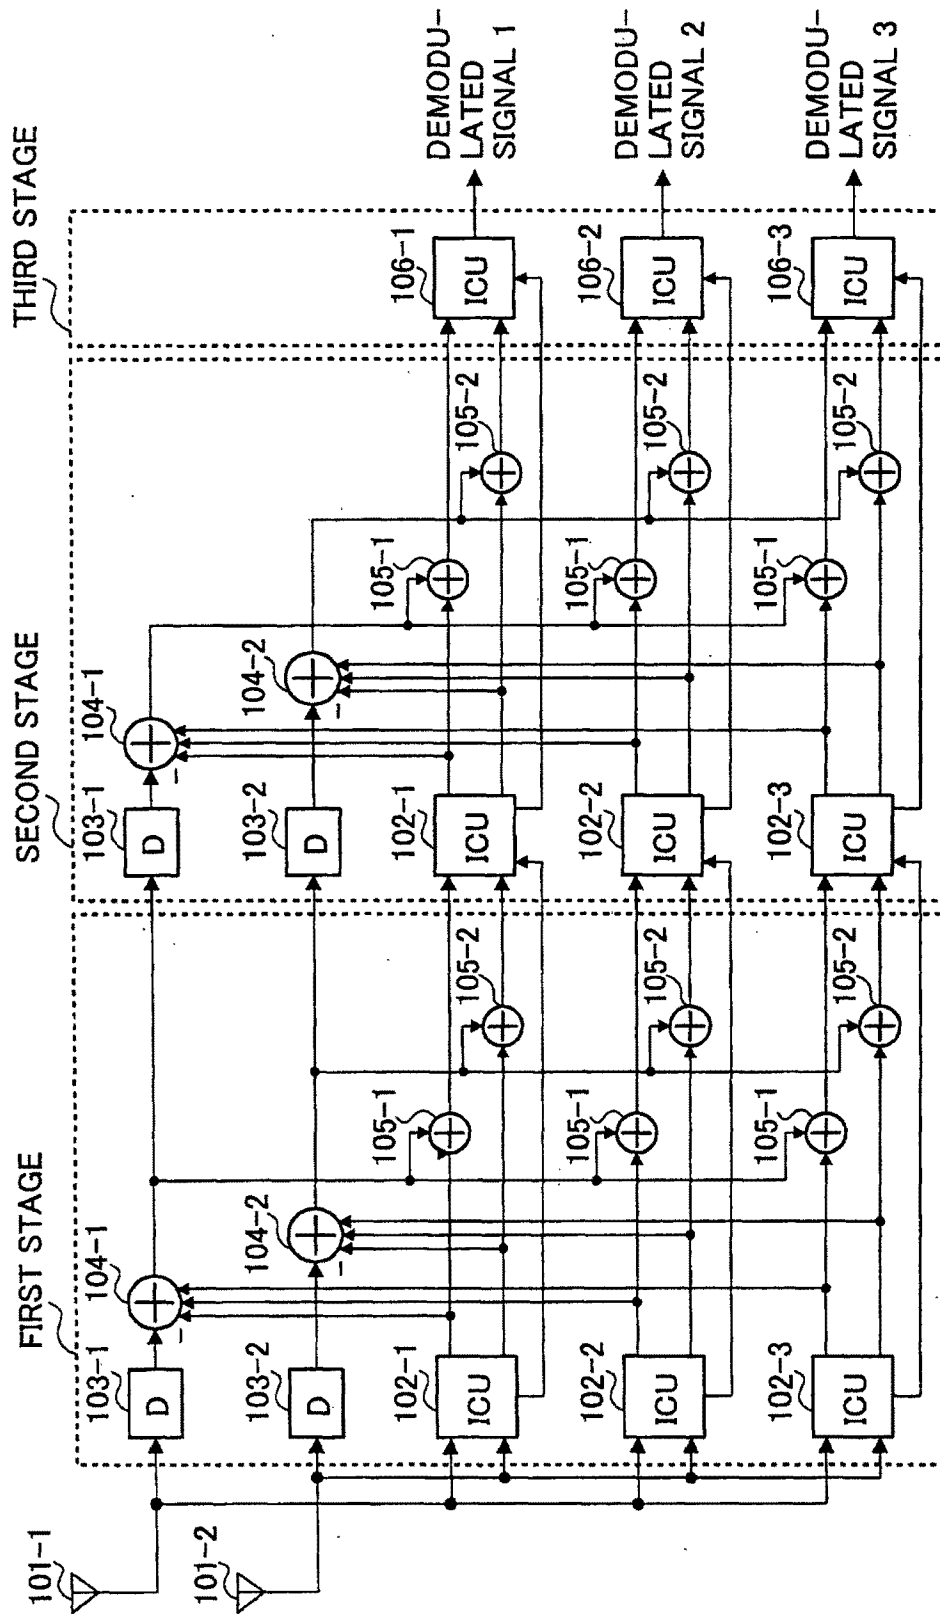 FIRST STAGE
SECOND STAGE
THIRD STAGE
101-1
103-1
D
104-1
+
−
103-1
D
104-1
+
−
101-2
103-2
D
104-2
+
−
103-2
D
104-2
+
−
102-1
ICU
105-1
+
105-2
+
102-1
ICU
105-1
+
105-2
+
106-1
ICU
DEMODU-
LATED
SIGNAL 1
102-2
ICU
105-1
+
105-2
+
102-2
ICU
105-1
+
105-2
+
106-2
ICU
DEMODU-
LATED
SIGNAL 2
102-3
ICU
105-1
+
105-2
+
102-3
ICU
105-1
+
105-2
+
106-3
ICU
DEMODU-
LATED
SIGNAL 3